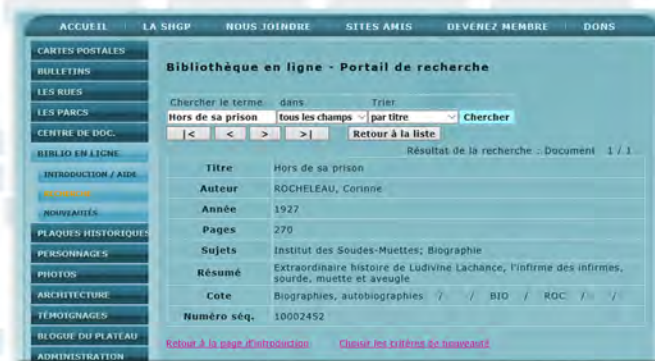 ACCUEIL LA SHGP NOUS JOINDRE SITES AMIS DEVENEZ MEMBRE DONS
CARTES POSTALES
BULLETINS
LES RUES
LES PARCS
CENTRE DE DOC.
BIBLIO EN LIGNE
INTRODUCTION / AIDE
NOUVEAUTÉS
PLAQUES HISTORIQUES
PERSONNAGES
PHOTOS
ARCHITECTURE
TÉMOIGNAGES
BLOGUE DU PLATEAU
ADMINISTRATION
Bibliothèque en ligne - Portail de recherche
Chercher le terme dans Trier
Hors de sa prison tous les champs par titre Chercher
|< < > >| Retour à la liste
Résultat de la recherche : Document 1 / 1
Titre Hors de sa prison
Auteur ROCHELEAU, Corinne
Année 1927
Pages 270
Sujets Institut des Soudes-Muettes; Biographie
Résumé Extraordinaire histoire de Ludivine Lachance, l'infirme des infirmes,
sourde, muette et aveugle
Cote Biographies, autobiographies / / BIO / ROC / /
Numéro séq. 10002452
Retour à la page d'introduction Choisir les critères de nouveauté